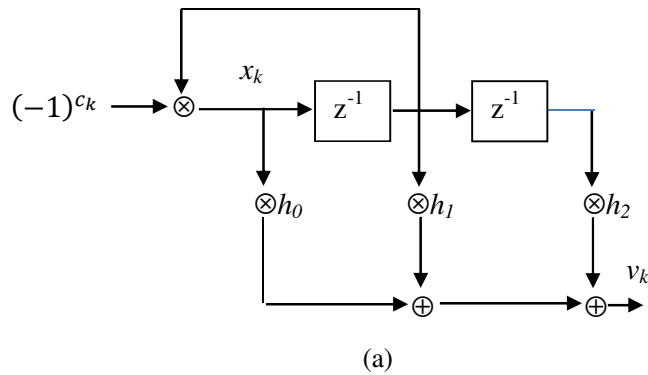 x_k
(-1)^{c_k} ⊗ z^{-1} z^{-1}
⊗h_0 ⊗h_1 ⊗h_2
v_k
⊕ ⊕
(a)